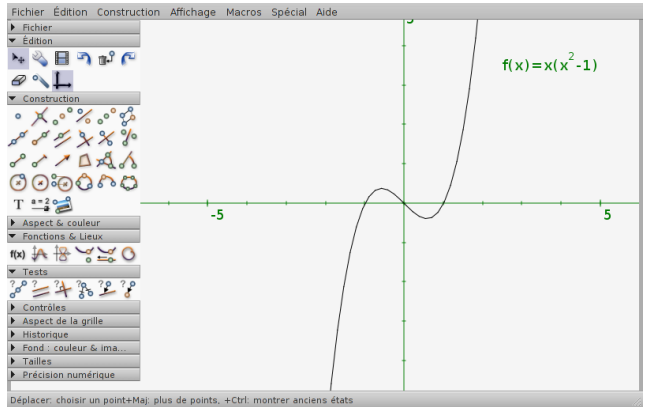 Fichier Édition Construction Affichage Macros Spécial Aide
Fichier
Édition
Construction
T a=2
Aspect & couleur
Fonctions & Lieux
f(x)
Tests
Contrôles
Aspect de la grille
Historique
Fond : couleur & ima...
Tailles
Précision numérique
5
f(x)=x(x²-1)
-5 5
Déplacer: choisir un point+Maj: plus de points, +Ctrl: montrer anciens états